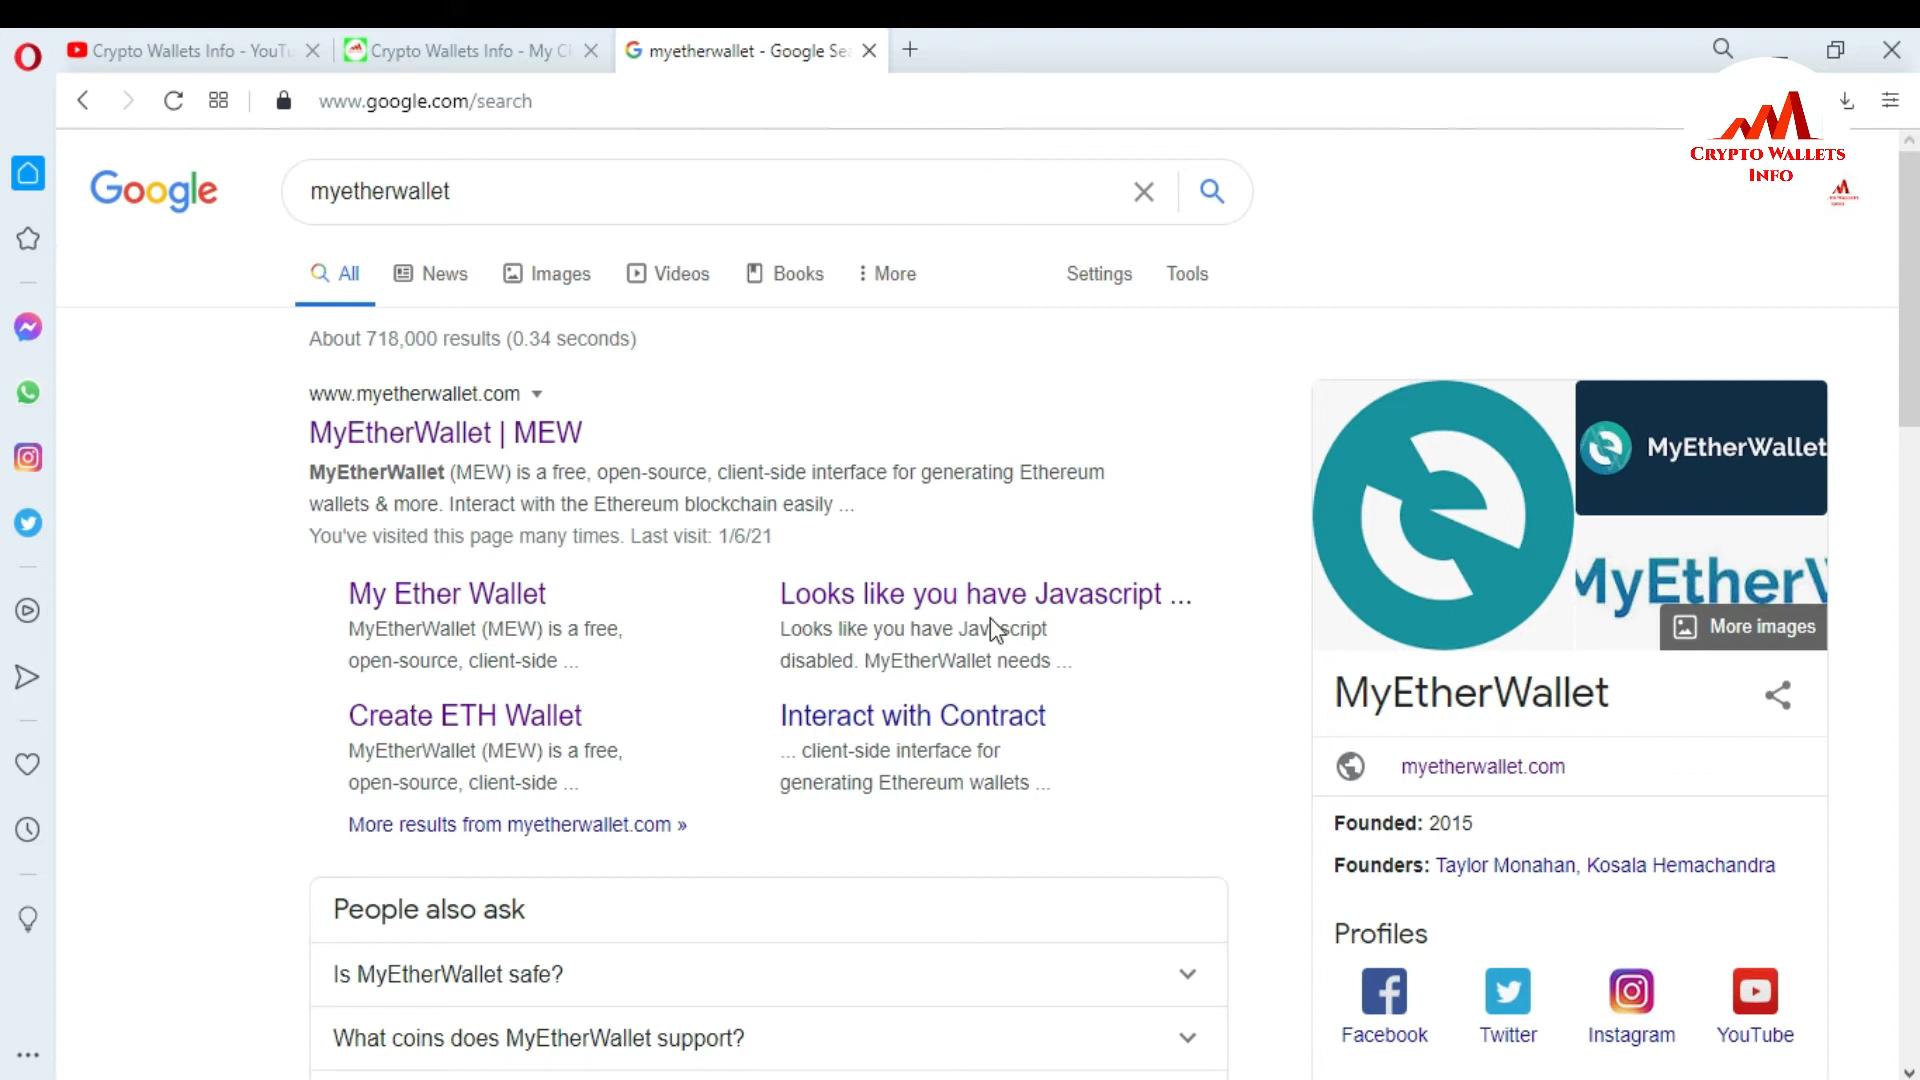 Crypto Wallets Info - YouTu
Crypto Wallets Info - My C
myetherwallet - Google Sea
www.google.com/search
CRYPTO WALLETS
INFO
Google
myetherwallet
All
News
Images
Videos
Books
More
Settings
Tools
About 718,000 results (0.34 seconds)
www.myetherwallet.com
MyEtherWallet | MEW
MyEtherWallet (MEW) is a free, open-source, client-side interface for generating Ethereum
wallets & more. Interact with the Ethereum blockchain easily ...
You've visited this page many times. Last visit: 1/6/21
My Ether Wallet
MyEtherWallet (MEW) is a free,
open-source, client-side ...
Looks like you have Javascript ...
Looks like you have Javascript
disabled. MyEtherWallet needs ...
Create ETH Wallet
MyEtherWallet (MEW) is a free,
open-source, client-side ...
Interact with Contract
... client-side interface for
generating Ethereum wallets ...
More results from myetherwallet.com »
People also ask
Is MyEtherWallet safe?
What coins does MyEtherWallet support?
MyEtherWallet
MyEtherW
More images
MyEtherWallet
myetherwallet.com
Founded: 2015
Founders: Taylor Monahan, Kosala Hemachandra
Profiles
Facebook
Twitter
Instagram
YouTube